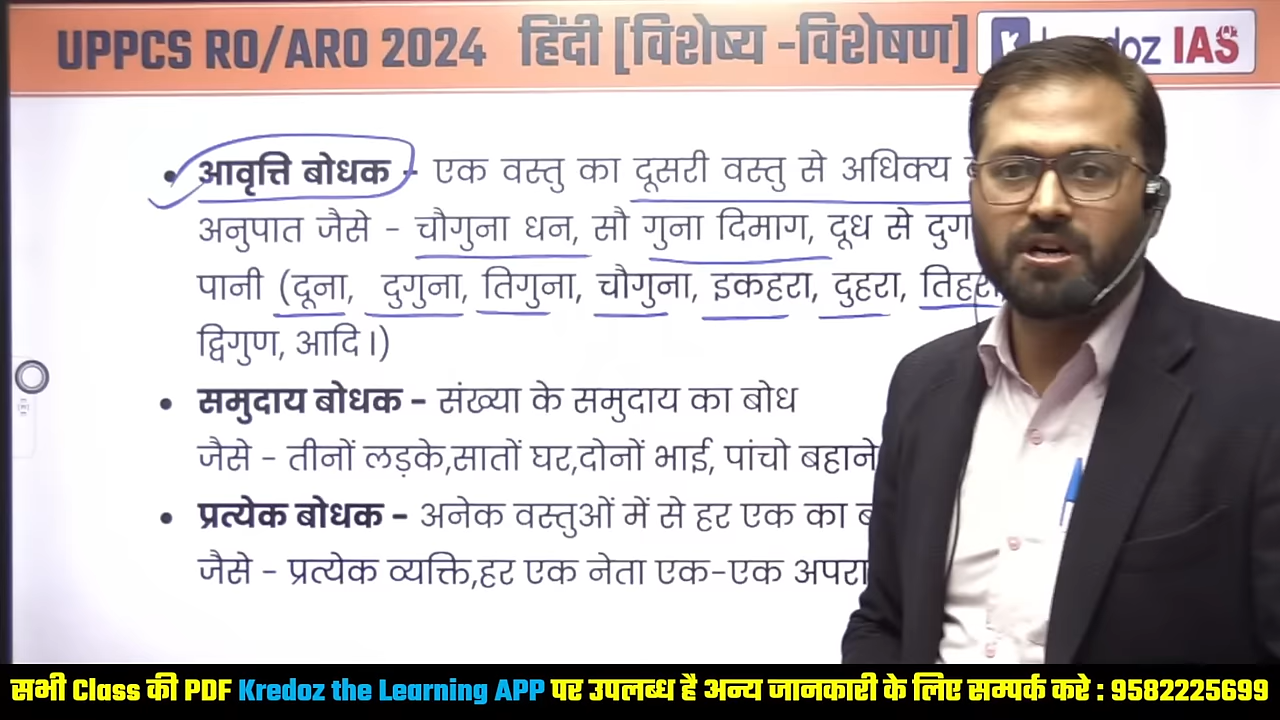 UPPCS RO/ARO 2024 हिंदी [विशेष्य -विशेषण]
IAS
• आवृत्ति बोधक - एक वस्तु का दूसरी वस्तु से अधिक्य
अनुपात जैसे - चौगुना धन, सौ गुना दिमाग, दूध से
पानी (दूना, दुगुना, तिगुना, चौगुना, इकहरा, दुहरा, तिहरा,
द्विगुण, आदि ।)
• समुदाय बोधक - संख्या के समुदाय का बोध
जैसे - तीनों लड़के,सातों घर,दोनों भाई, पांचो बहाने
• प्रत्येक बोधक - अनेक वस्तुओं में से हर एक का
जैसे - प्रत्येक व्यक्ति,हर एक नेता एक-एक
सभी Class की PDF Kredoz the Learning APP पर उपलब्ध है अन्य जानकारी के लिए सम्पर्क करे : 9582225699